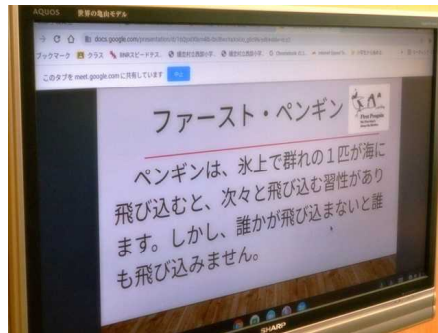 AQUOS 世界の亀山モデル
docs.google.com/presentation/d/
ブックマーク クラス
このタブを meet.google.com に共有しています
ファースト・ペンギン
First Penguin
ペンギンは、氷上で群れの1匹が海に
飛び込むと、次々と飛び込む習性があり
ます。しかし、誰かが飛び込まないと誰
も飛び込みません。
SHARP